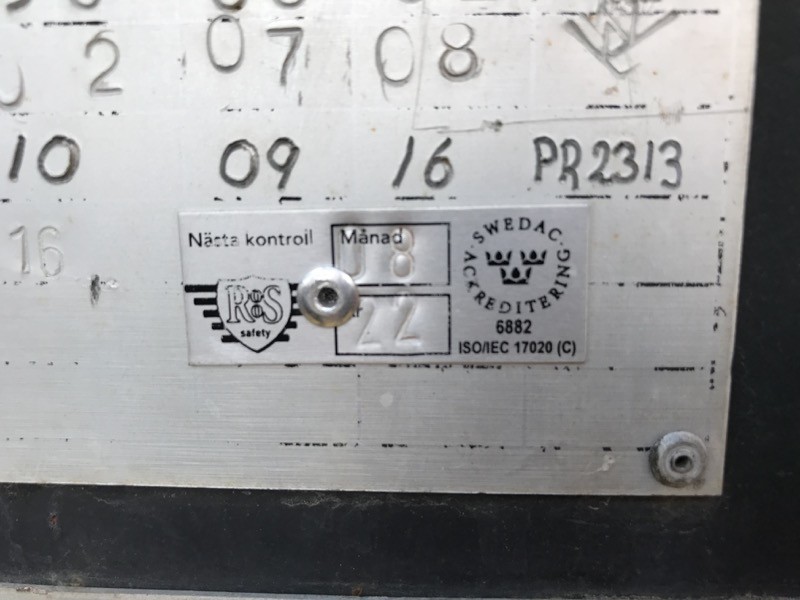 02 07 08
10 09 16 PR2313
16
Nästa kontroll
Månad
08
R&S
safety
22
SWEDAC
ACKREDITERING
6882
ISO/IEC 17020 (C)